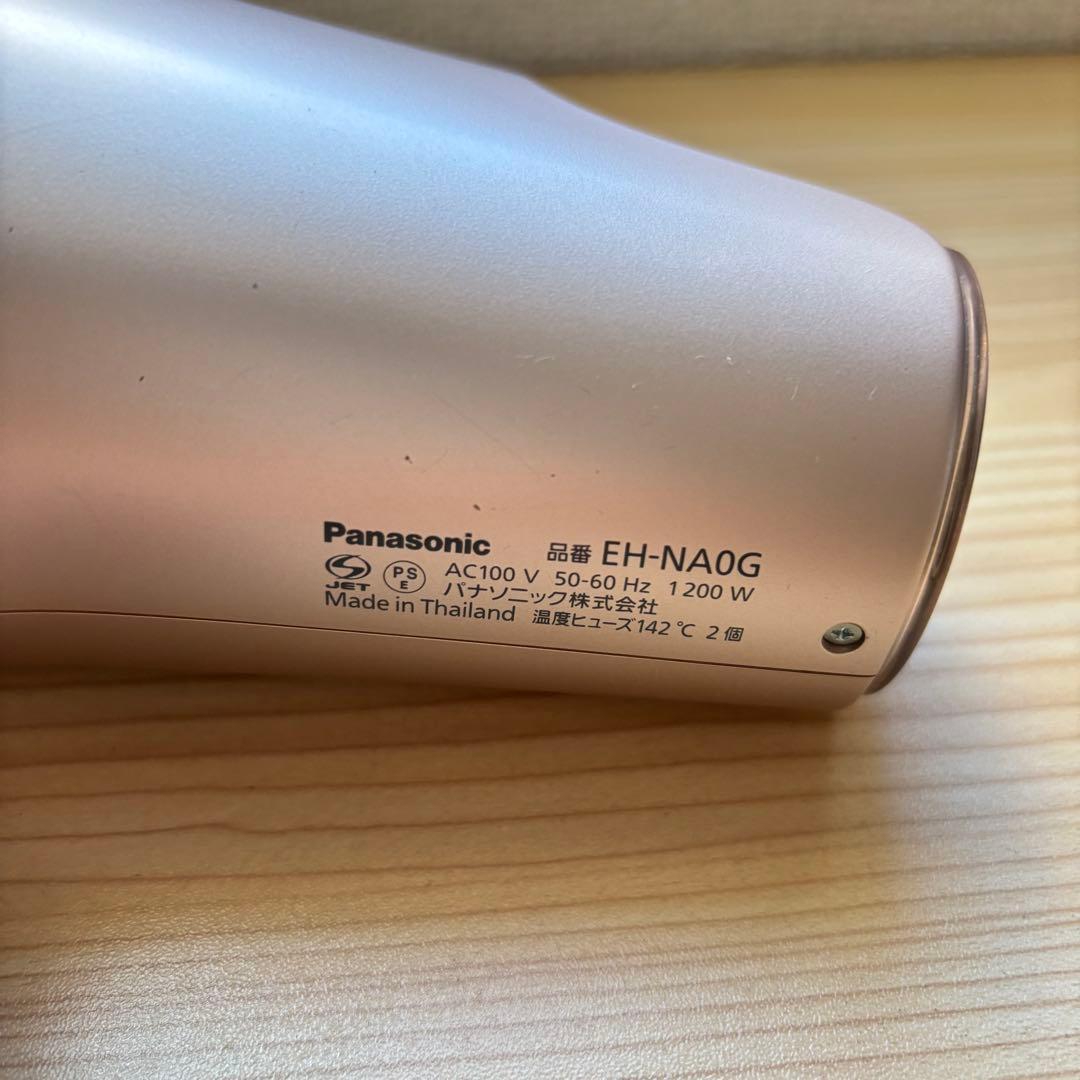 Panasonic 品番 EH-NA0G
JET PSE AC100 V 50-60 Hz 1200 W
パナソニック株式会社
Made in Thailand 温度ヒューズ142℃ 2個